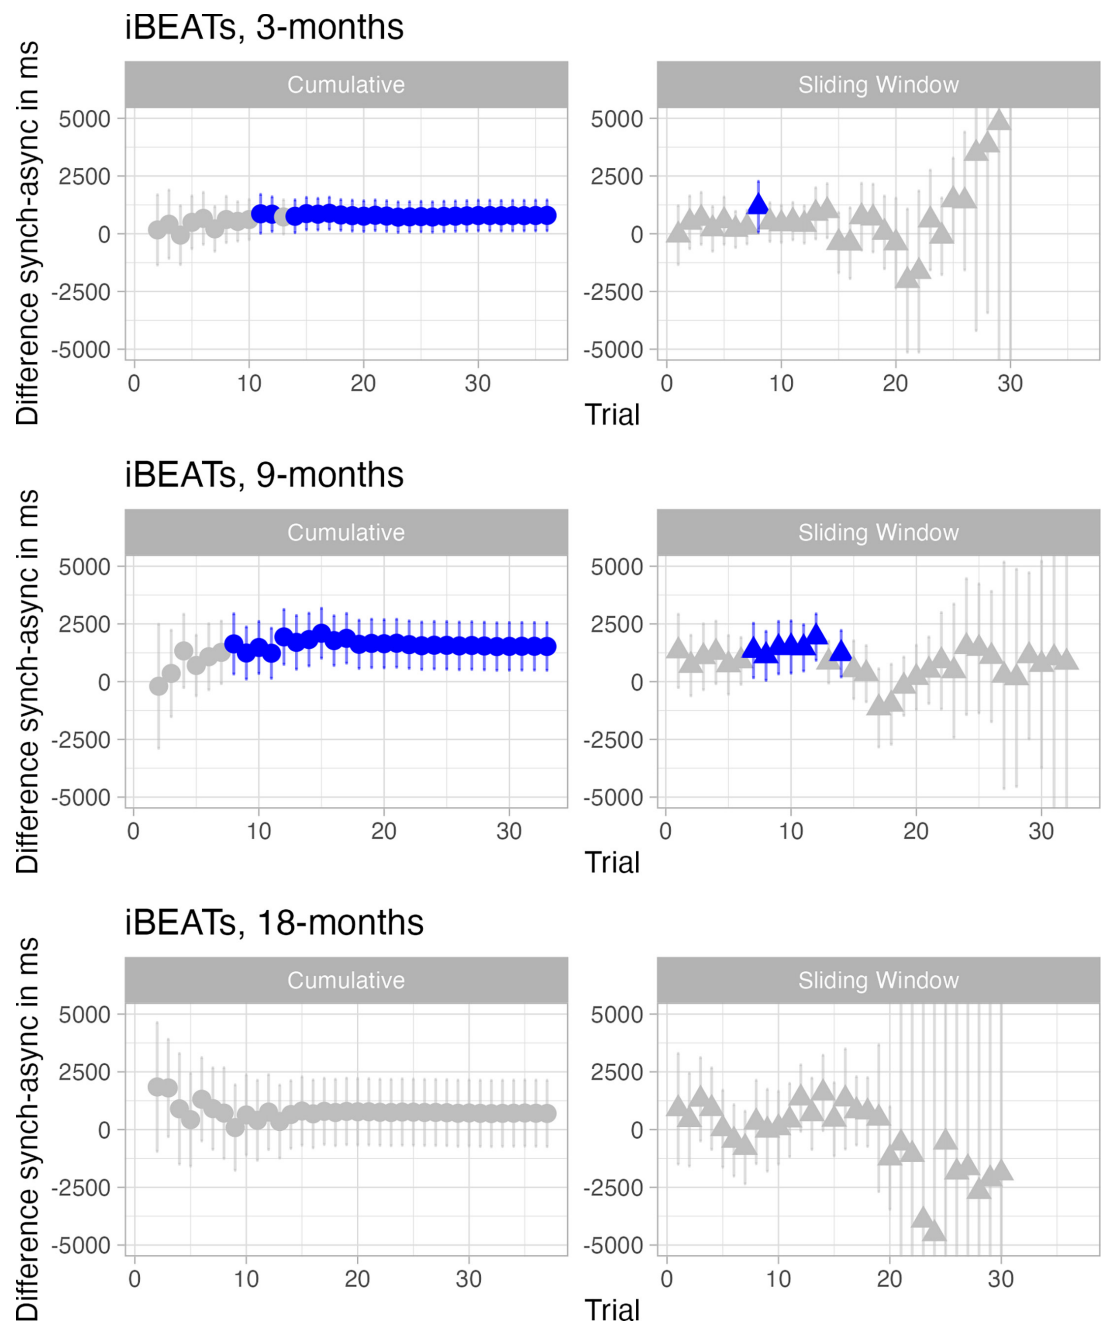 iBEATs, 3-months
Difference synch-async in ms
Cumulative
Sliding Window
5000
2500
0
-2500
-5000
5000
2500
0
-2500
-5000
0 10 20 30
0 10 20 30
Trial
iBEATs, 9-months
Difference synch-async in ms
Cumulative
Sliding Window
5000
2500
0
-2500
-5000
5000
2500
0
-2500
-5000
0 10 20 30
0 10 20 30
Trial
iBEATs, 18-months
Difference synch-async in ms
Cumulative
Sliding Window
5000
2500
0
-2500
-5000
5000
2500
0
-2500
-5000
0 10 20 30
0 10 20 30
Trial